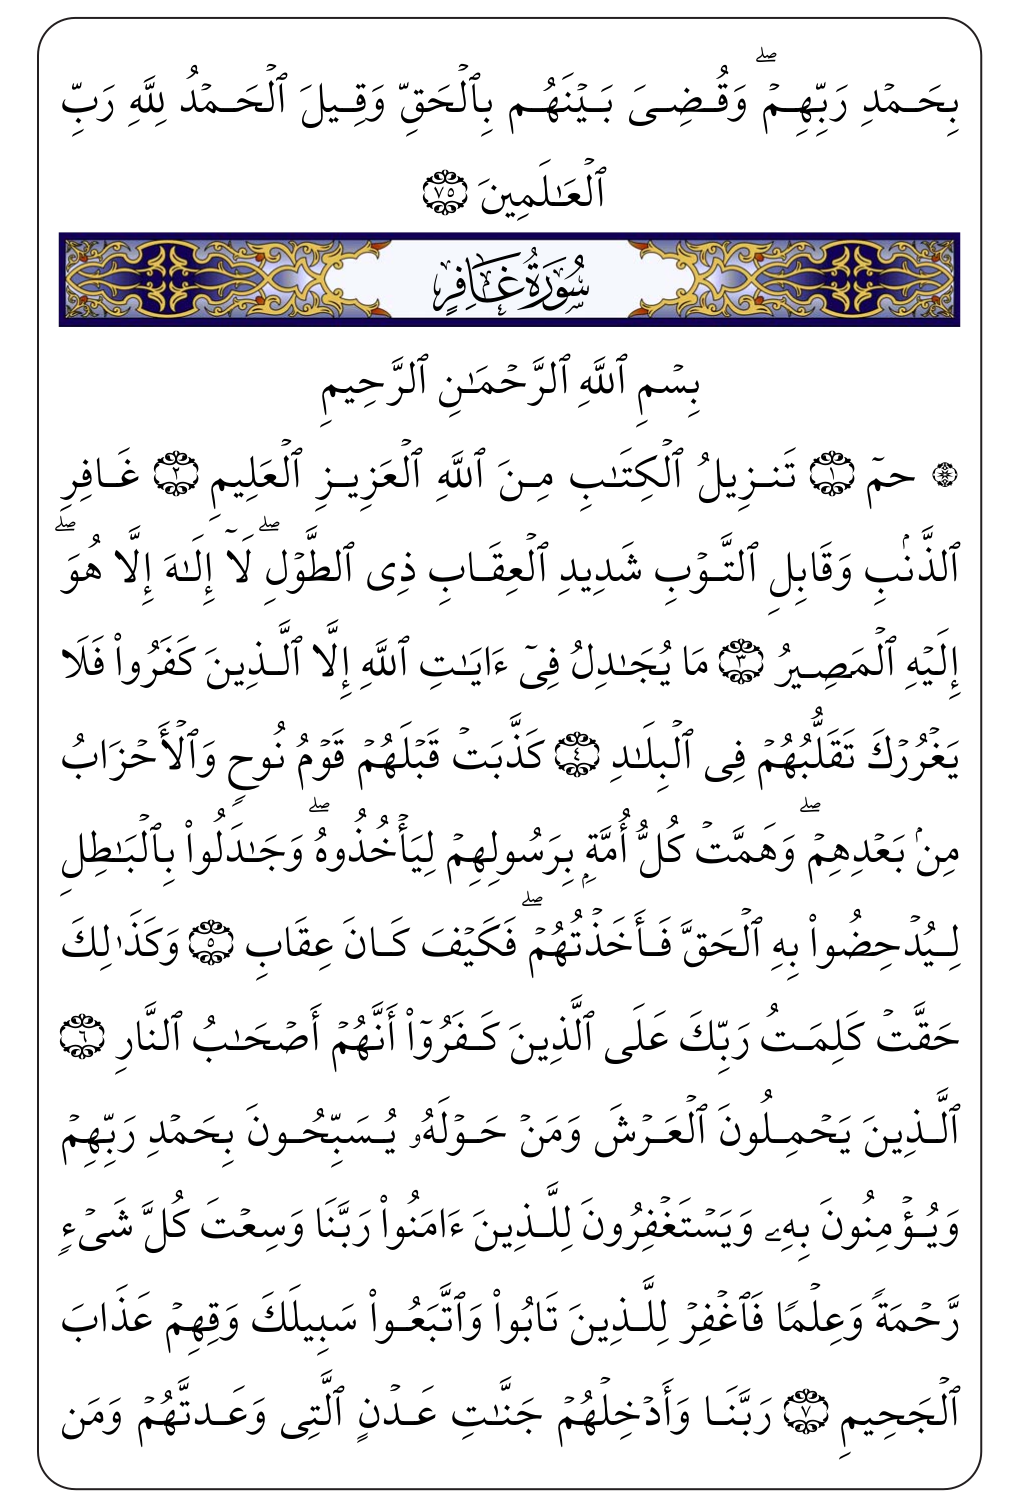 بِحَمۡدِ رَبِّهِمۡۖ وَقُضِىَ بَيۡنَهُم بِٱلۡحَقِّ وَقِيلَ ٱلۡحَمۡدُ لِلَّهِ رَبِّ
ٱلۡعَـٰلَمِينَ ٧٥
سُورَةُ غَافِرٍ
بِسۡمِ ٱللَّهِ ٱلرَّحۡمَـٰنِ ٱلرَّحِيمِ
۞ حمٓ ١ تَنزِيلُ ٱلۡكِتَـٰبِ مِنَ ٱللَّهِ ٱلۡعَزِيزِ ٱلۡعَلِيمِ ٢ غَافِرِ
ٱلذَّنۢبِ وَقَابِلِ ٱلتَّوۡبِ شَدِيدِ ٱلۡعِقَابِ ذِى ٱلطَّوۡلِۖ لَآ إِلَـٰهَ إِلَّا هُوَۖ
إِلَيۡهِ ٱلۡمَصِيرُ ٣ مَا يُجَـٰدِلُ فِىٓ ءَايَـٰتِ ٱللَّهِ إِلَّا ٱلَّذِينَ كَفَرُوا۟ فَلَا
يَغۡرُرۡكَ تَقَلُّبُهُمۡ فِى ٱلۡبِلَـٰدِ ٤ كَذَّبَتۡ قَبۡلَهُمۡ قَوۡمُ نُوحٍ وَٱلۡأَحۡزَابُ
مِنۢ بَعۡدِهِمۡۖ وَهَمَّتۡ كُلُّ أُمَّةِۭ بِرَسُولِهِمۡ لِيَأۡخُذُوهُۖ وَجَـٰدَلُوا۟ بِٱلۡبَـٰطِلِ
لِيُدۡحِضُوا۟ بِهِ ٱلۡحَقَّ فَأَخَذۡتُهُمۡۖ فَكَيۡفَ كَانَ عِقَابِ ٥ وَكَذَٰلِكَ
حَقَّتۡ كَلِمَتُ رَبِّكَ عَلَى ٱلَّذِينَ كَفَرُوٓا۟ أَنَّهُمۡ أَصۡحَـٰبُ ٱلنَّارِ ٦
ٱلَّذِينَ يَحۡمِلُونَ ٱلۡعَرۡشَ وَمَنۡ حَوۡلَهُۥ يُسَبِّحُونَ بِحَمۡدِ رَبِّهِمۡ
وَيُؤۡمِنُونَ بِهِۦ وَيَسۡتَغۡفِرُونَ لِلَّذِينَ ءَامَنُوا۟ رَبَّنَا وَسِعۡتَ كُلَّ شَىۡءٍ
رَّحۡمَةً وَعِلۡمًا فَٱغۡفِرۡ لِلَّذِينَ تَابُوا۟ وَٱتَّبَعُوا۟ سَبِيلَكَ وَقِهِمۡ عَذَابَ
ٱلۡجَحِيمِ ٧ رَبَّنَا وَأَدۡخِلۡهُمۡ جَنَّـٰتِ عَدۡنٍ ٱلَّتِى وَعَدتَّهُمۡ وَمَن